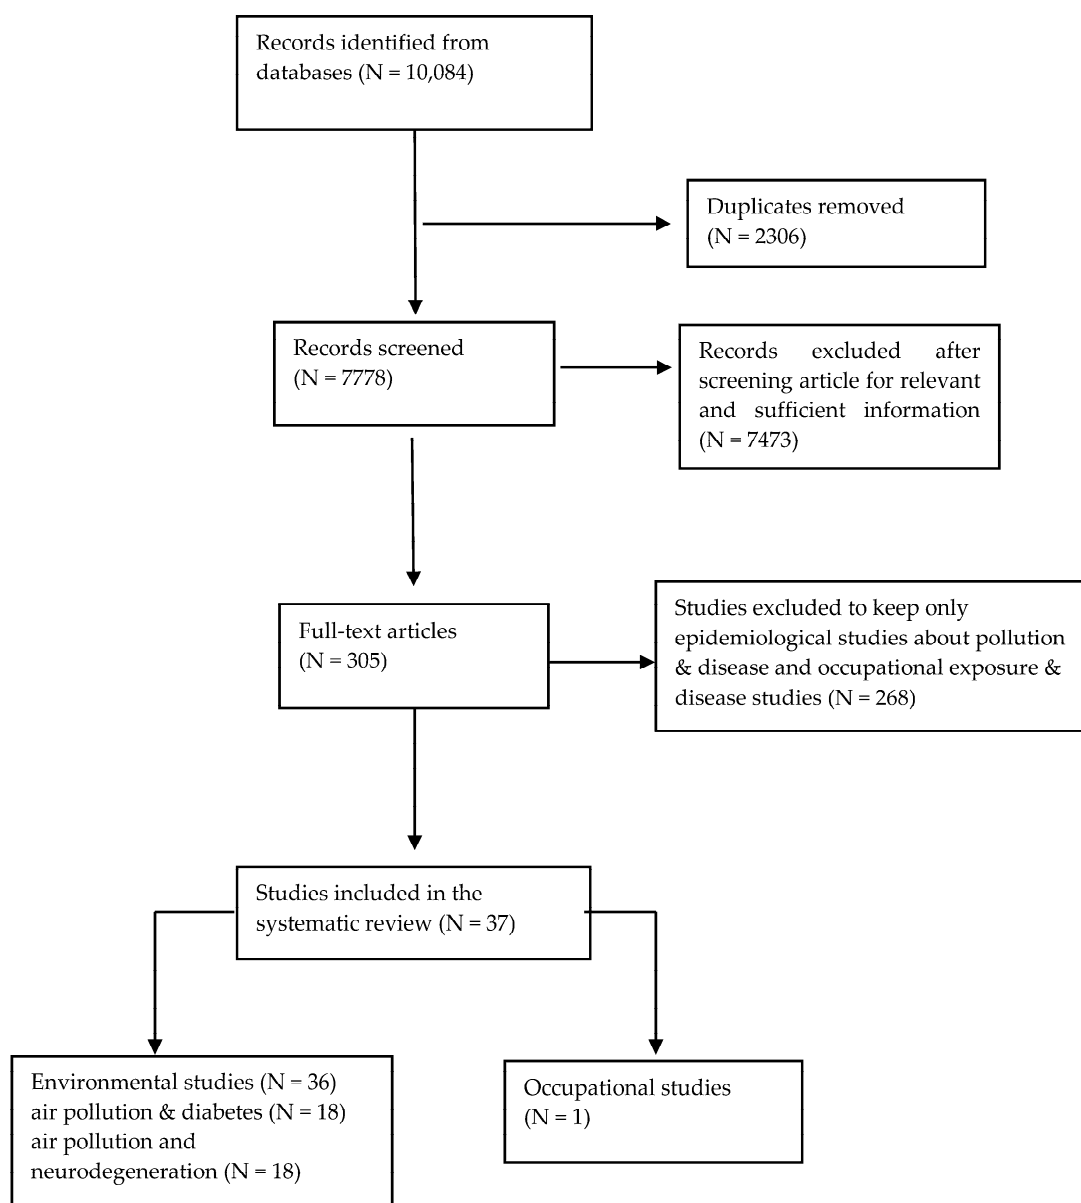 Records identified from
databases (N = 10,084)
Duplicates removed
(N = 2306)
Records screened
(N = 7778)
Records excluded after
screening article for relevant
and sufficient information
(N = 7473)
Full-text articles
(N = 305)
Studies excluded to keep only
epidemiological studies about pollution
& disease and occupational exposure &
disease studies (N = 268)
Studies included in the
systematic review (N = 37)
Environmental studies (N = 36)
air pollution & diabetes (N = 18)
air pollution and
neurodegeneration (N = 18)
Occupational studies
(N = 1)